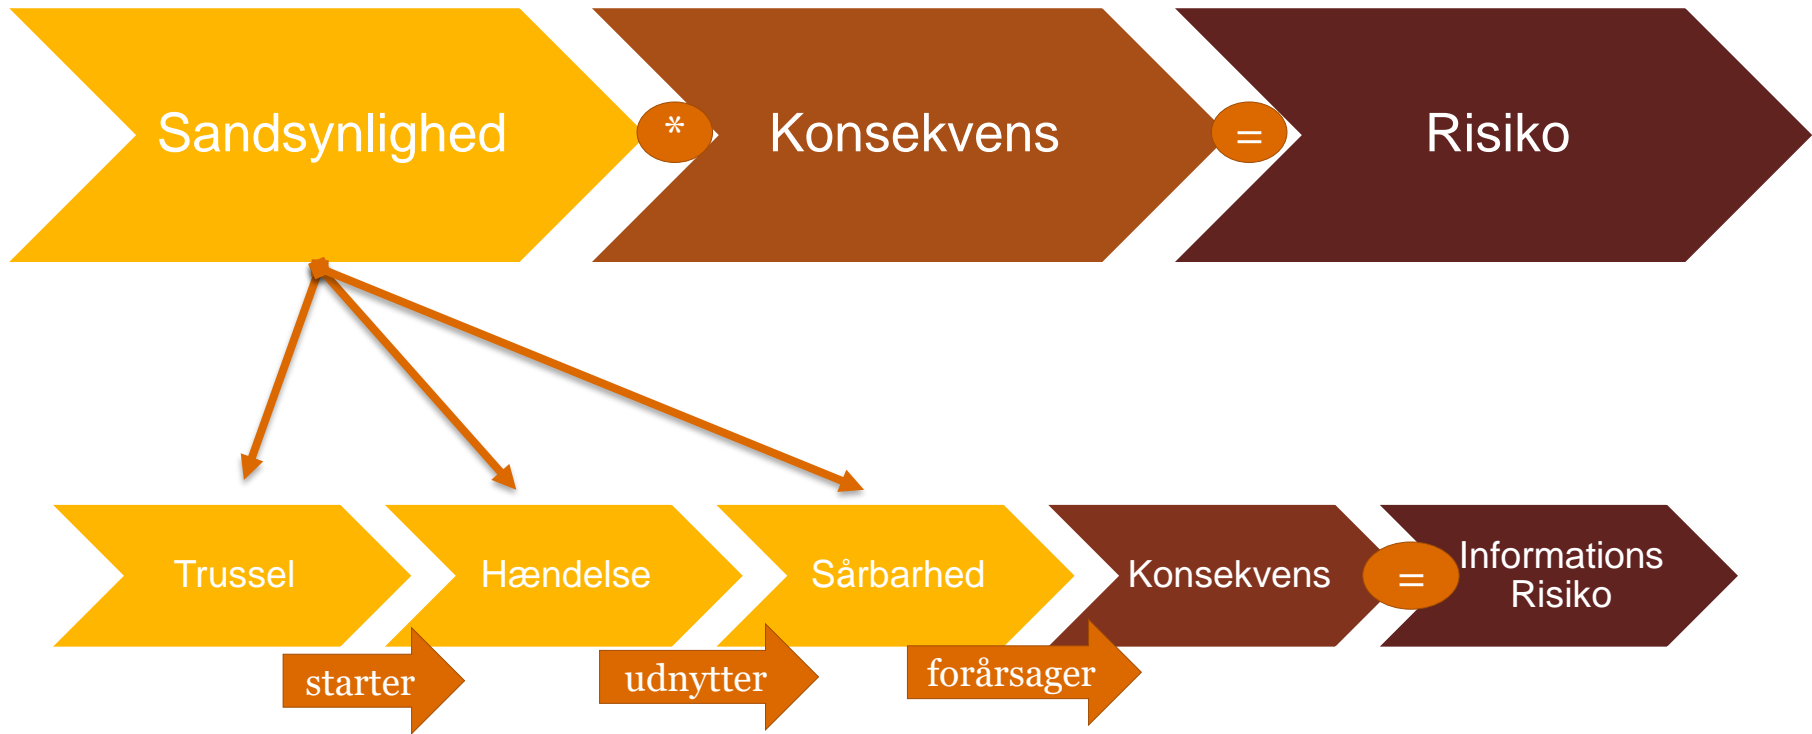 Sandsynlighed * Konsekvens = Risiko
Trussel Hændelse Sårbarhed Konsekvens = Informations
Risiko
starter udnytter forårsager